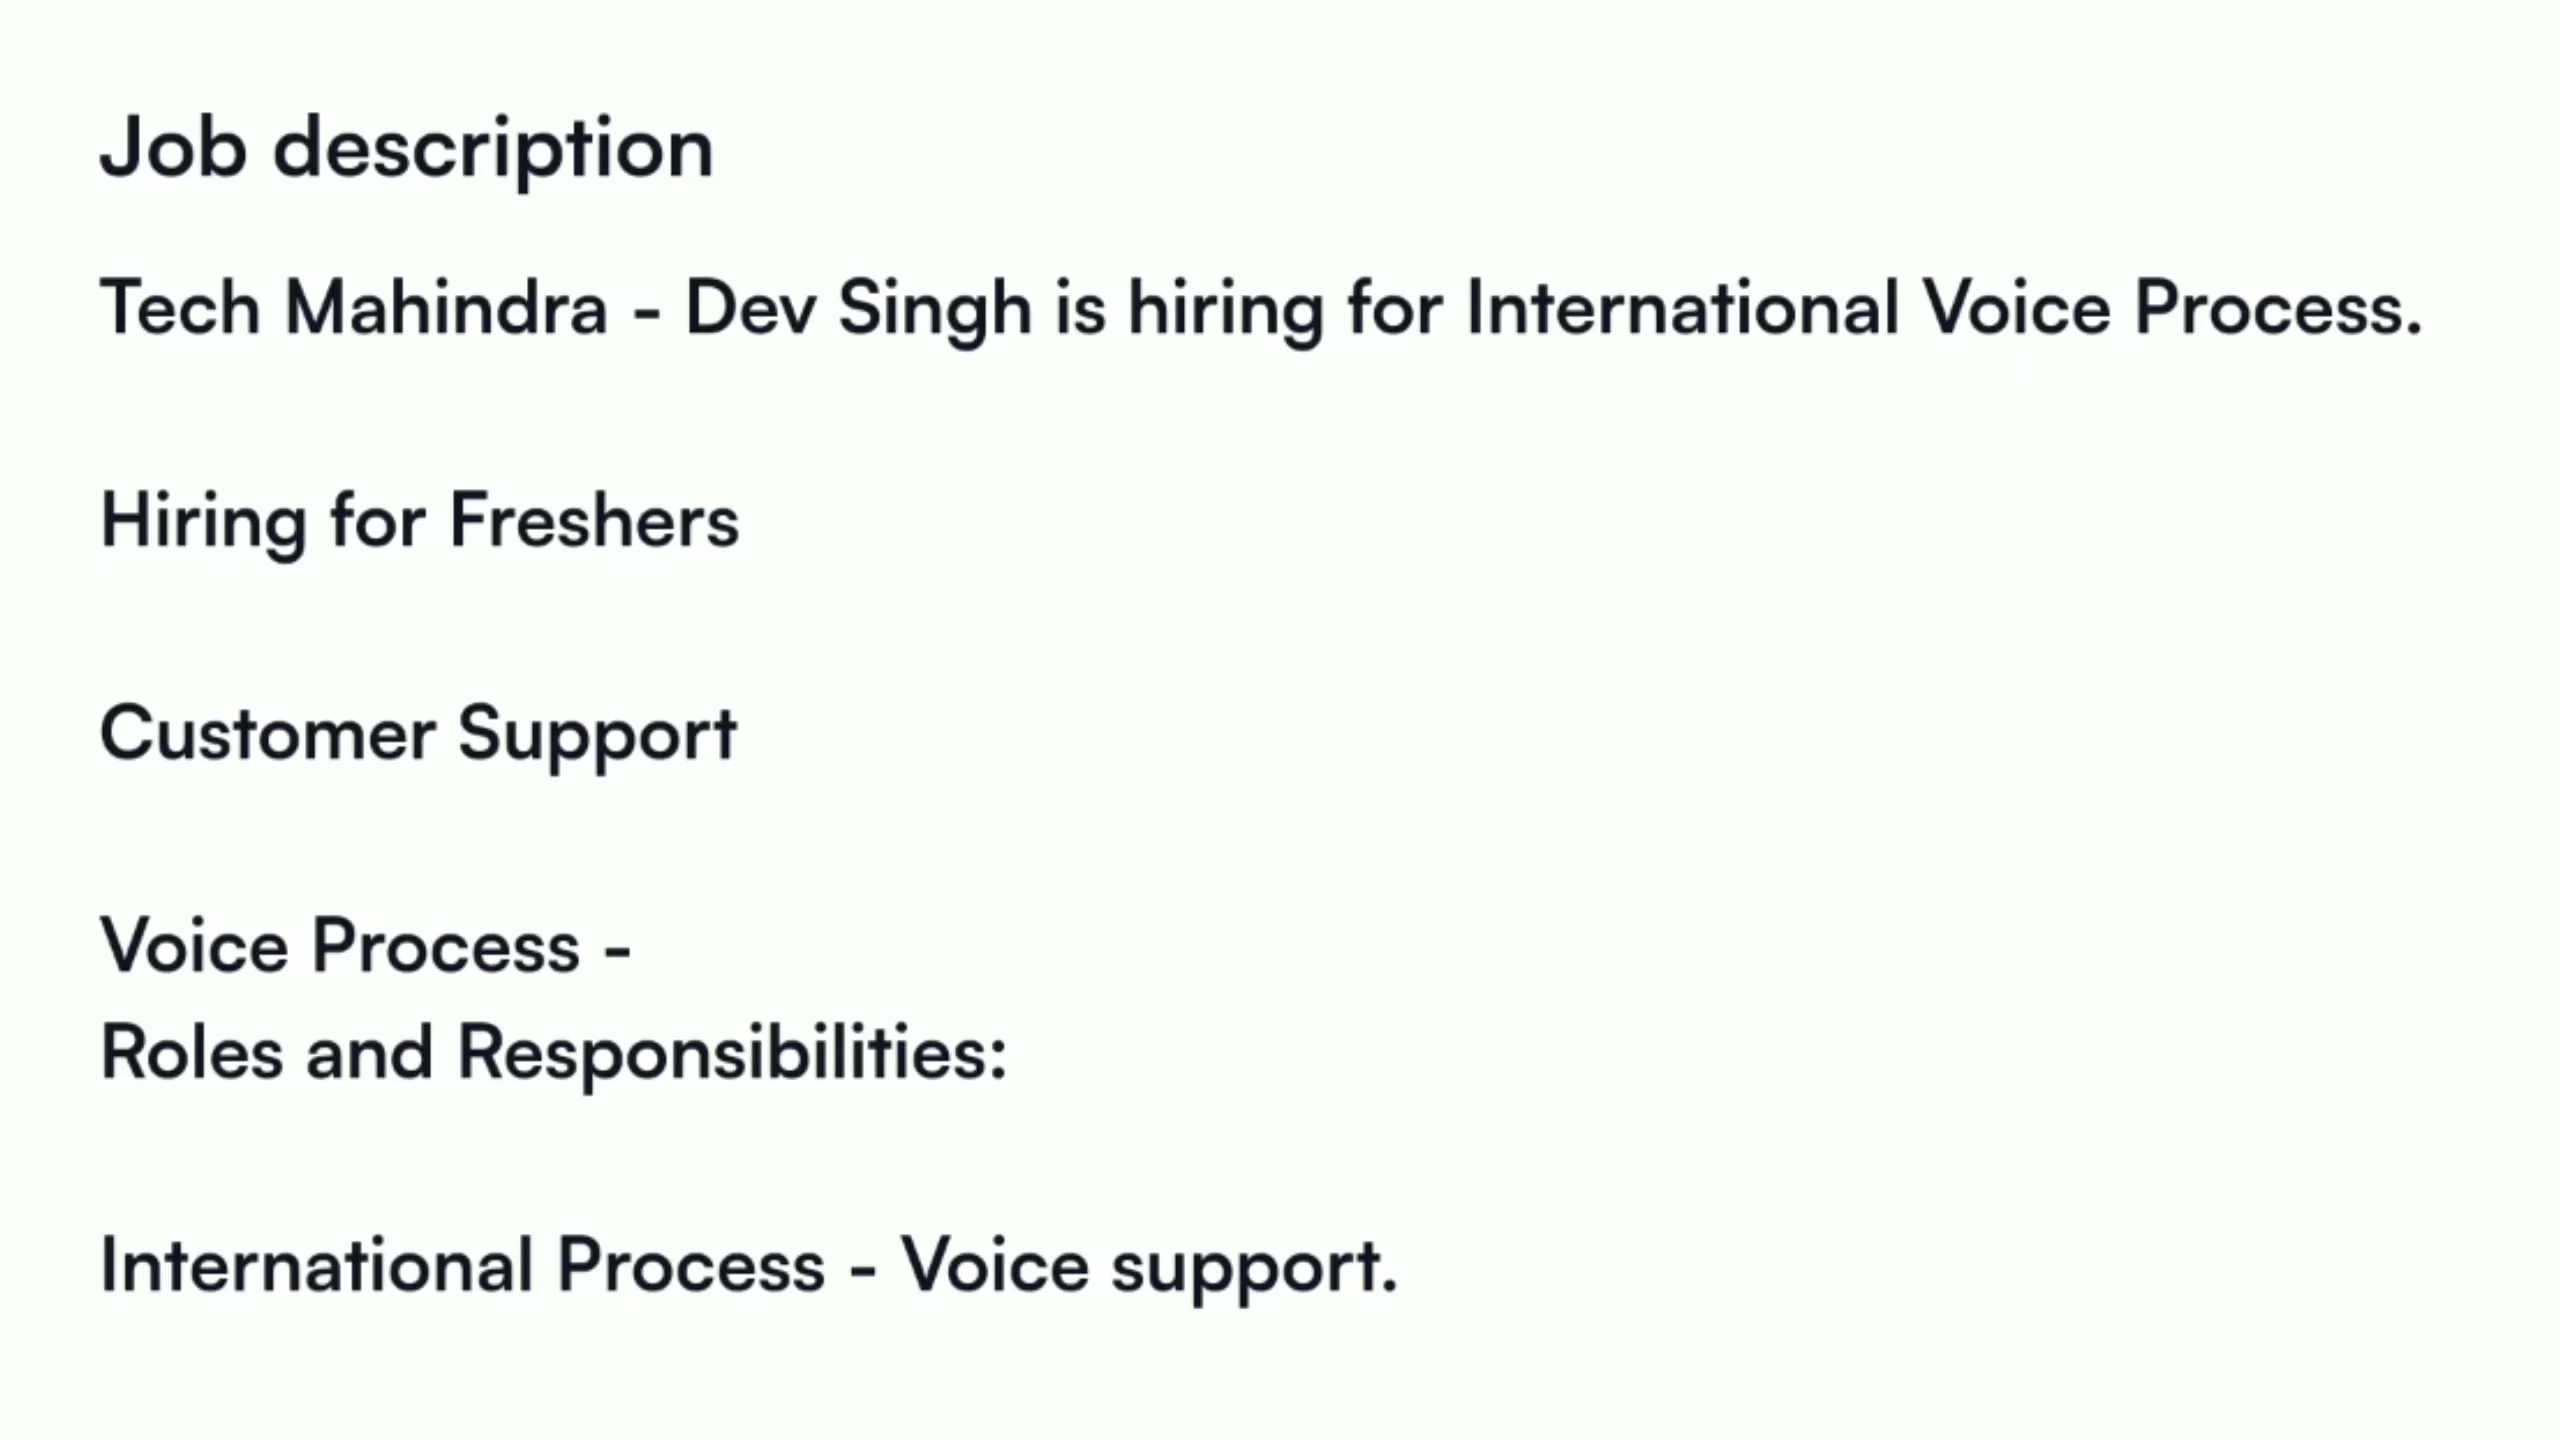 Job description
Tech Mahindra - Dev Singh is hiring for International Voice Process.
Hiring for Freshers
Customer Support
Voice Process -
Roles and Responsibilities:
International Process - Voice support.